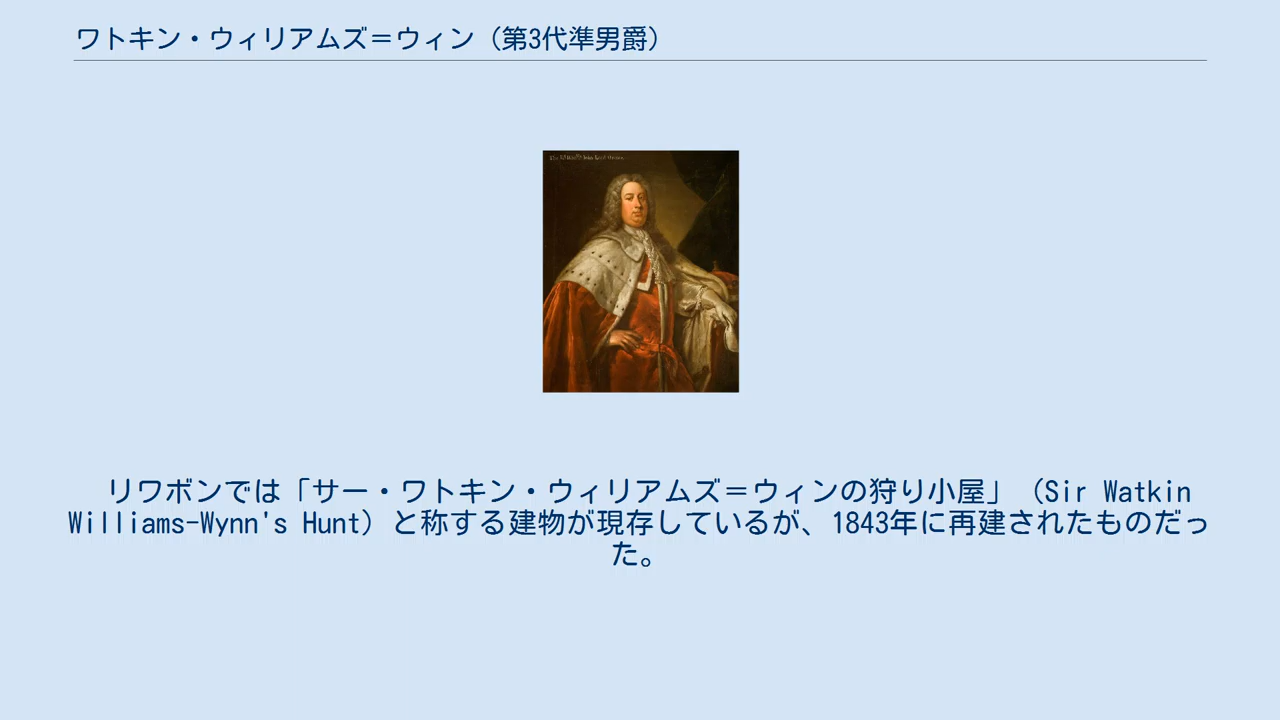 ワトキン・ウィリアムズ＝ウィン（第3代準男爵）
リワボンでは「サー・ワトキン・ウィリアムズ＝ウィンの狩り小屋」（Sir Watkin
Williams-Wynn's Hunt）と称する建物が現存しているが、1843年に再建されたものだっ
た。